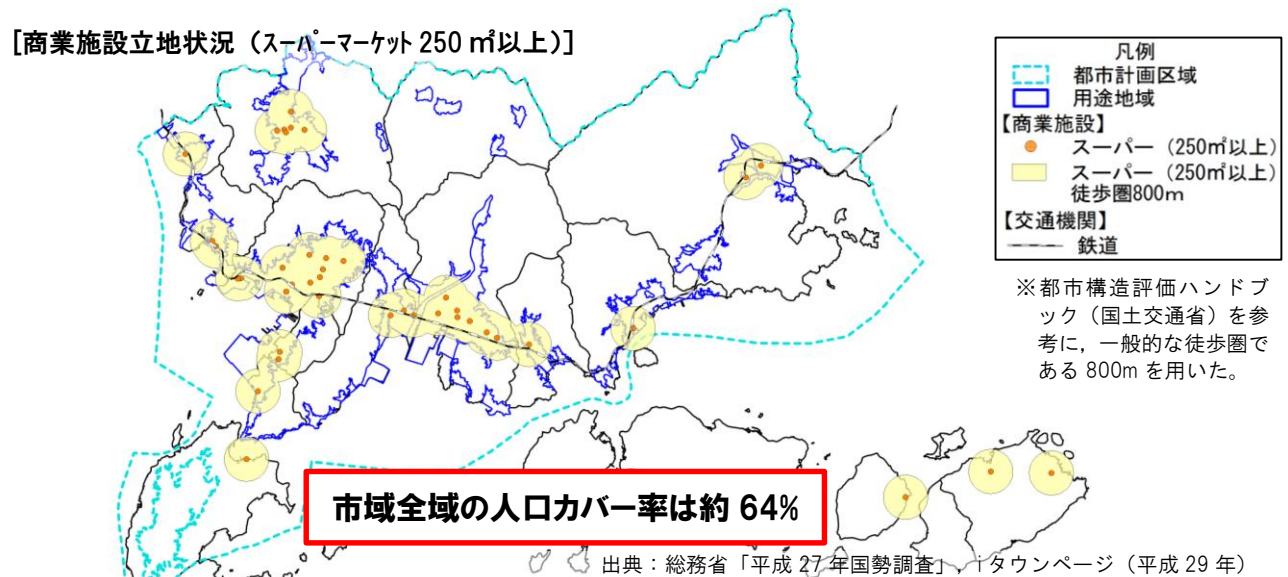 [商業施設立地状況（スーパーマーケット 250 ㎡以上）]
凡例
都市計画区域
用途地域
【商業施設】
スーパー（250㎡以上）
スーパー（250㎡以上）
徒歩圏800m
【交通機関】
鉄道
※都市構造評価ハンドブ
ック（国土交通省）を参
考に，一般的な徒歩圏で
ある 800m を用いた。
市域全域の人口カバー率は約 64%
出典：総務省「平成 27 年国勢調査」，iタウンページ（平成 29 年）